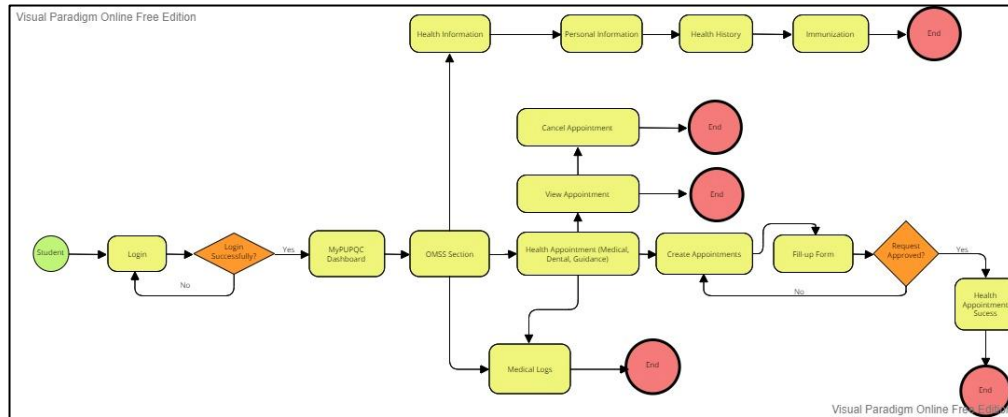 Visual Paradigm Online Free Edition
Health Information
Personal Information
Health History
Immunization
End
Cancel Appointment
End
View Appointment
End
Student
Login
Login
Successfully?
Yes
No
MyPUPQC
Dashboard
OMSS Section
Health Appointment (Medical,
Dental, Guidance)
Create Appointments
Fill-up Form
Request
Approved?
Yes
No
Health
Appointment
Sucess
Medical Logs
End
End
Visual Paradigm Online Free Edition